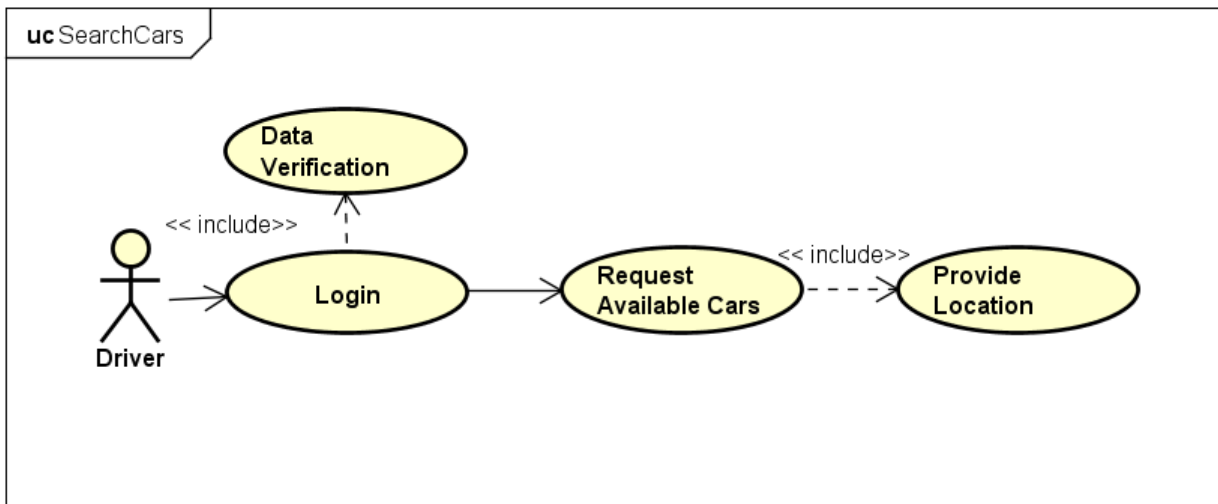 uc SearchCars
Data
Verification
<< include>>
Driver
Login
Request
Available Cars
<< include>>
Provide
Location